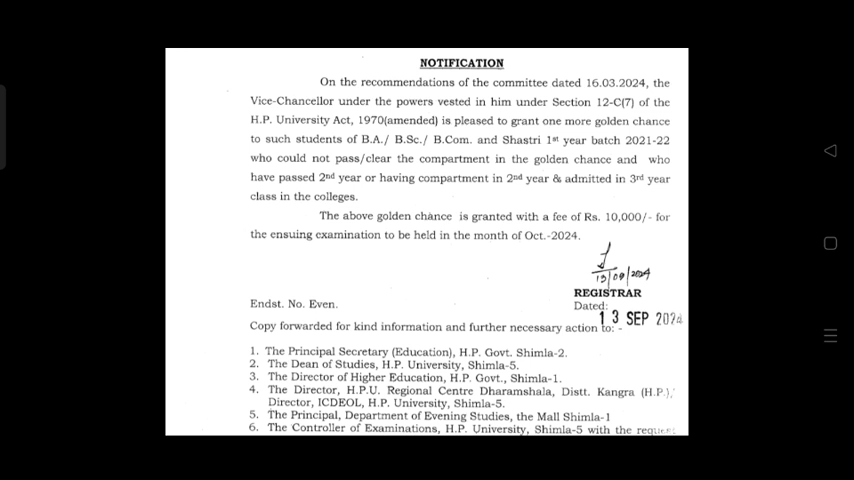 NOTIFICATION
On the recommendations of the committee dated 16.03.2024, the
Vice-Chancellor under the powers vested in him under Section 12-C(7) of the
H.P. University Act, 1970(amended) is pleased to grant one more golden chance
to such students of B.A./ B.Sc./ B.Com. and Shastri 1st year batch 2021-22
who could not pass/clear the compartment in the golden chance and who
have passed 2nd year or having compartment in 2nd year & admitted in 3rd year
class in the colleges.
The above golden chance is granted with a fee of Rs. 10,000/- for
the ensuing examination to be held in the month of Oct.-2024.
13/09/2024
REGISTRAR
Endst. No. Even.
Dated:
13 SEP 2024
Copy forwarded for kind information and further necessary action to: -
1. The Principal Secretary (Education), H.P. Govt. Shimla-2.
2. The Dean of Studies, H.P. University, Shimla-5.
3. The Director of Higher Education, H.P. Govt., Shimla-1.
4. The Director, H.P.U. Regional Centre Dharamshala, Distt. Kangra (H.P.),
Director, ICDEOL, H.P. University, Shimla-5.
5. The Principal, Department of Evening Studies, the Mall Shimla-1
6. The Controller of Examinations, H.P. University, Shimla-5 with the request